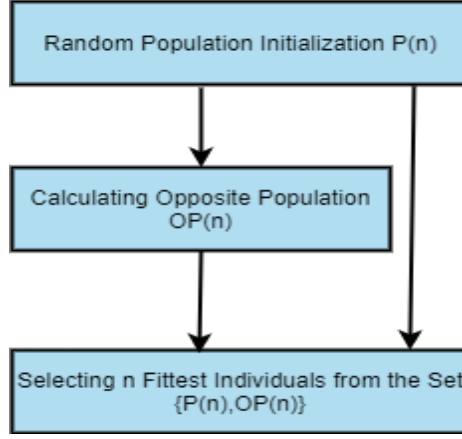 Random Population Initialization P(n)
Calculating Opposite Population
OP(n)
Selecting n Fittest Individuals from the Set
{P(n),OP(n)}